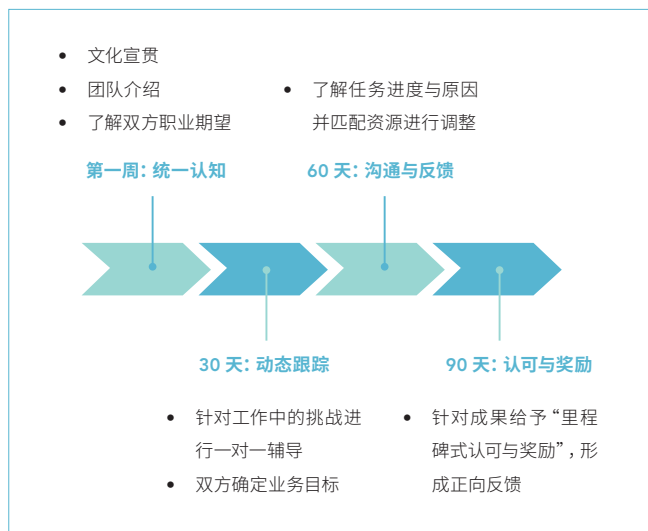 • 文化宣贯
• 团队介绍
• 了解双方职业期望
第一周：统一认知
• 了解任务进度与原因
并匹配资源进行调整
60 天：沟通与反馈
30 天：动态跟踪
• 针对工作中的挑战进
行一对一辅导
• 双方确定业务目标
90 天：认可与奖励
• 针对成果给予“里程
碑式认可与奖励”，形
成正向反馈